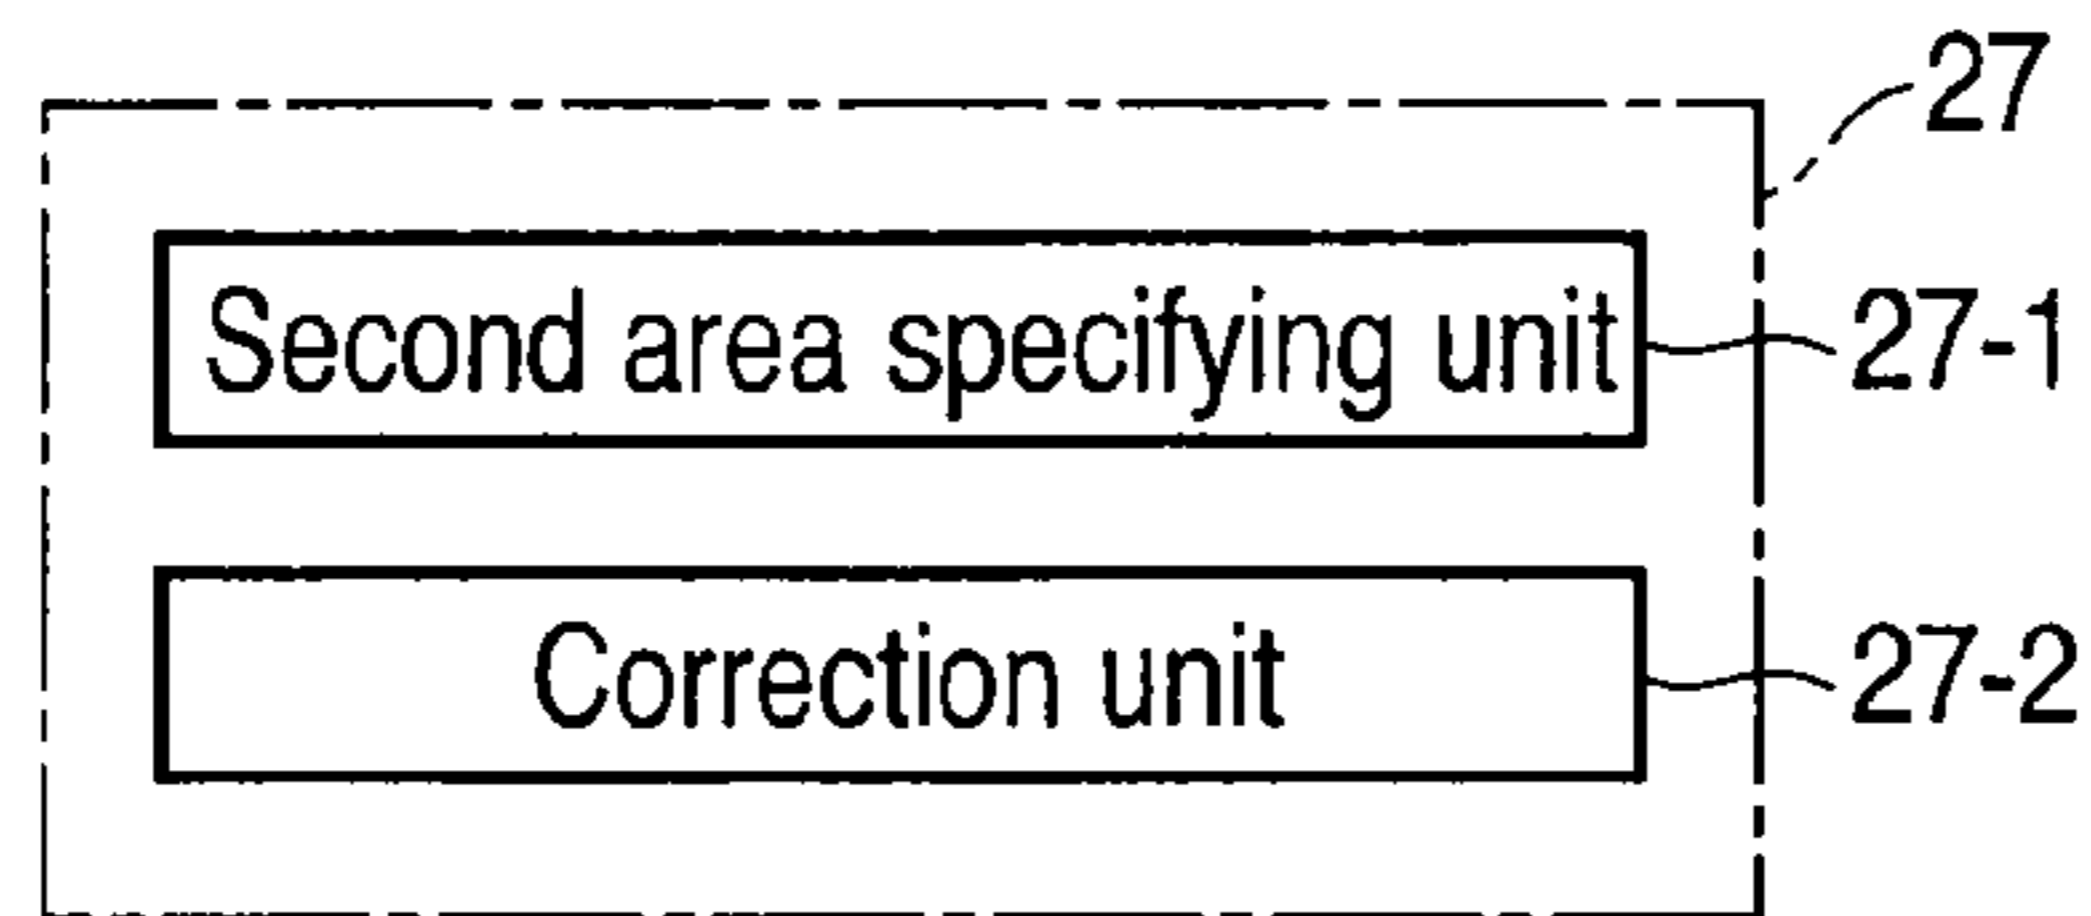 27
Second area specifying unit 27-1
Correction unit 27-2